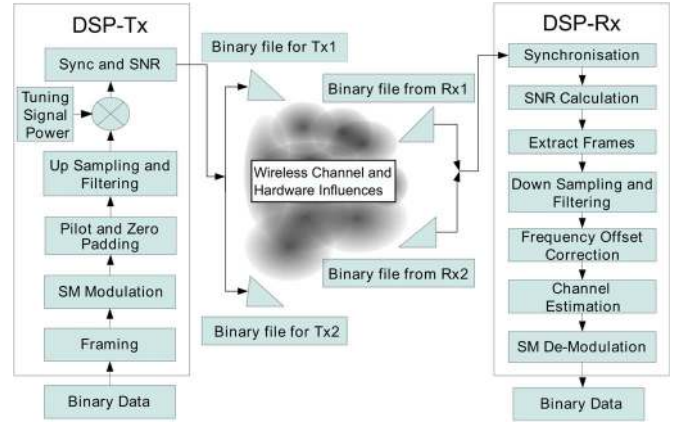 DSP-Tx
Sync and SNR
Tuning
Signal
Power
Up Sampling and
Filtering
Pilot and Zero
Padding
SM Modulation
Framing
Binary Data
Binary file for Tx1
Binary file from Rx1
Wireless Channel and
Hardware Influences
Binary file from Rx2
Binary file for Tx2
DSP-Rx
Synchronisation
SNR Calculation
Extract Frames
Down Sampling and
Filtering
Frequency Offset
Correction
Channel
Estimation
SM De-Modulation
Binary Data